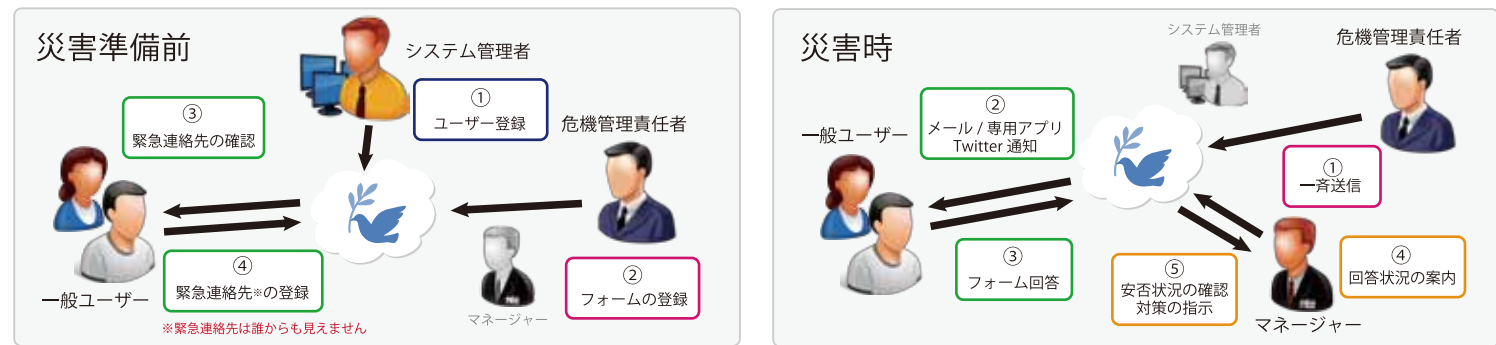 災害準備前
システム管理者
①
ユーザー登録
③
緊急連絡先の確認
危機管理責任者
④
緊急連絡先※の登録
一般ユーザー
②
フォームの登録
マネージャー
※緊急連絡先は誰からも見えません
災害時
システム管理者
危機管理責任者
②
メール / 専用アプリ
Twitter 通知
一般ユーザー
①
一斉送信
③
フォーム回答
⑤
安否状況の確認
対策の指示
④
回答状況の案内
マネージャー